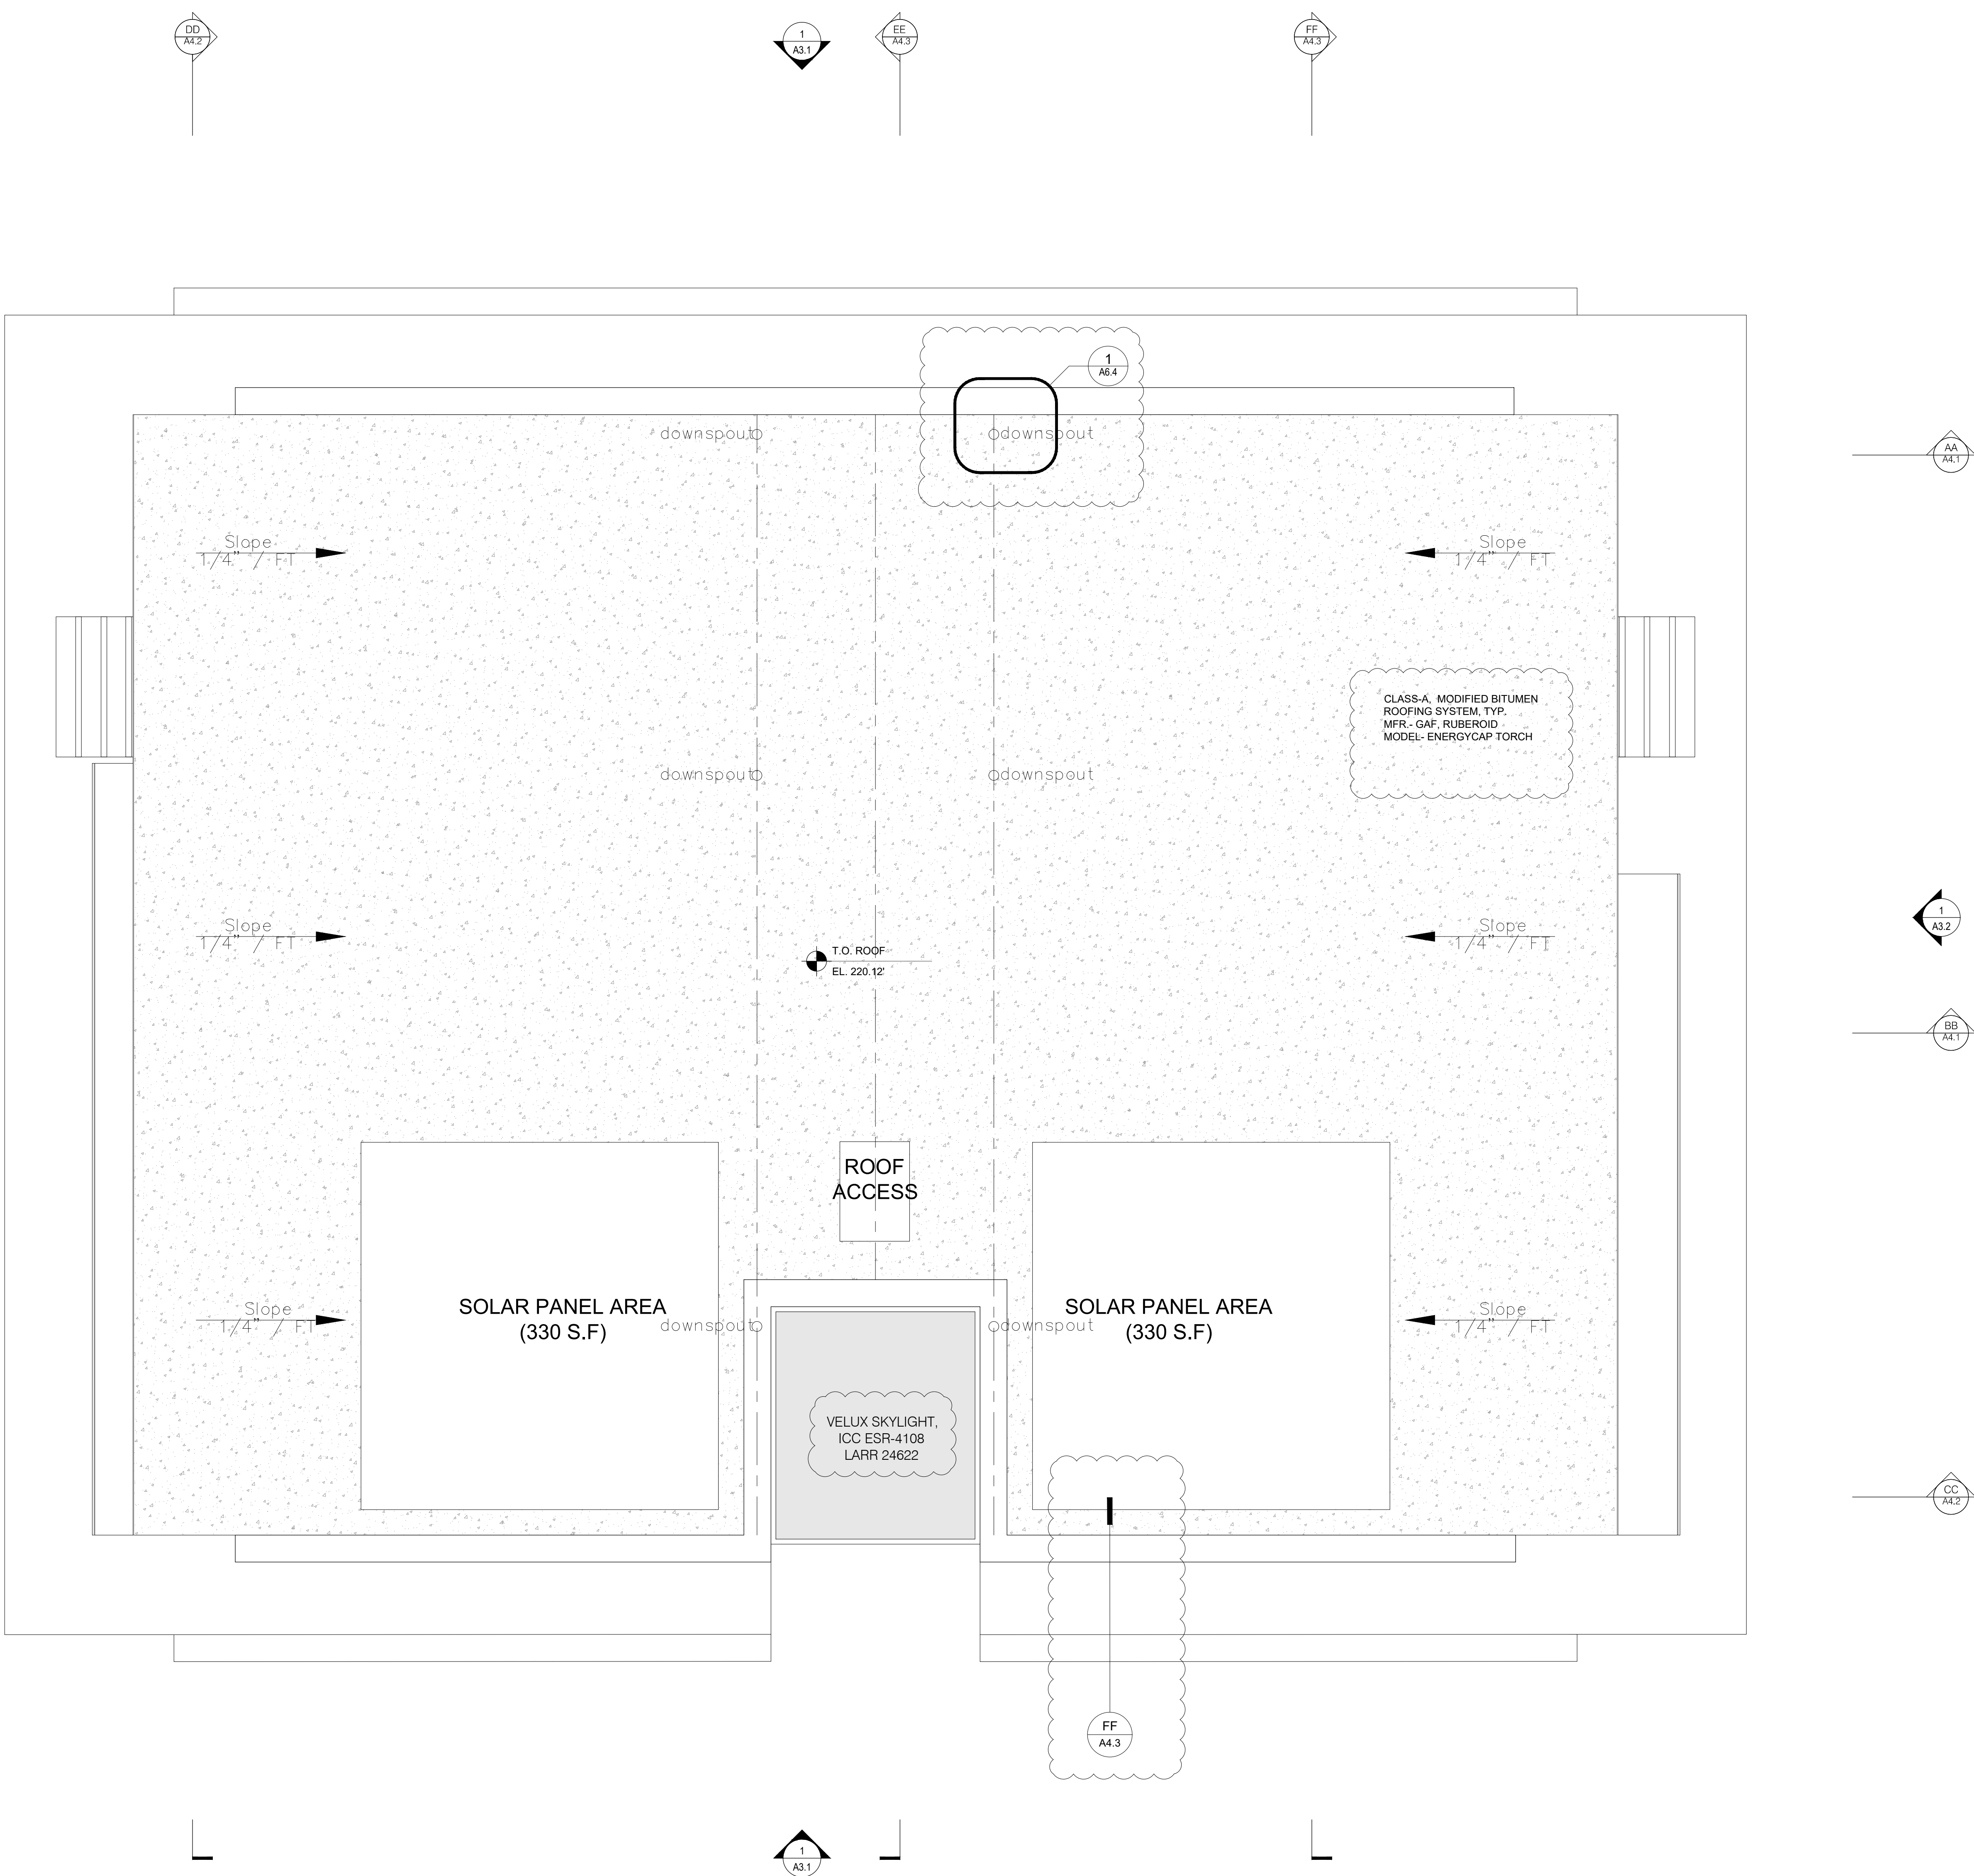 DD
A4.2
1
A3.1
EE
A4.3
FF
A4.3
1
A6.4
downspout
downspout
AA
A4.1
Slope
1/4" / FT
Slope
1/4" / FT
CLASS-A, MODIFIED BITUMEN
ROOFING SYSTEM, TYP.
MFR.- GAF, RUBEROID
MODEL- ENERGYCAP TORCH
downspout
downspout
1
A3.2
Slope
1/4" / FT
Slope
1/4" / FT
T.O. ROOF
EL. 220.12'
BB
A4.1
ROOF
ACCESS
SOLAR PANEL AREA
(330 S.F)
SOLAR PANEL AREA
(330 S.F)
Slope
1/4" / FT
Slope
1/4" / FT
downspout
downspout
VELUX SKYLIGHT,
ICC ESR-4108
LARR 24622
CC
A4.2
FF
A4.3
1
A3.1